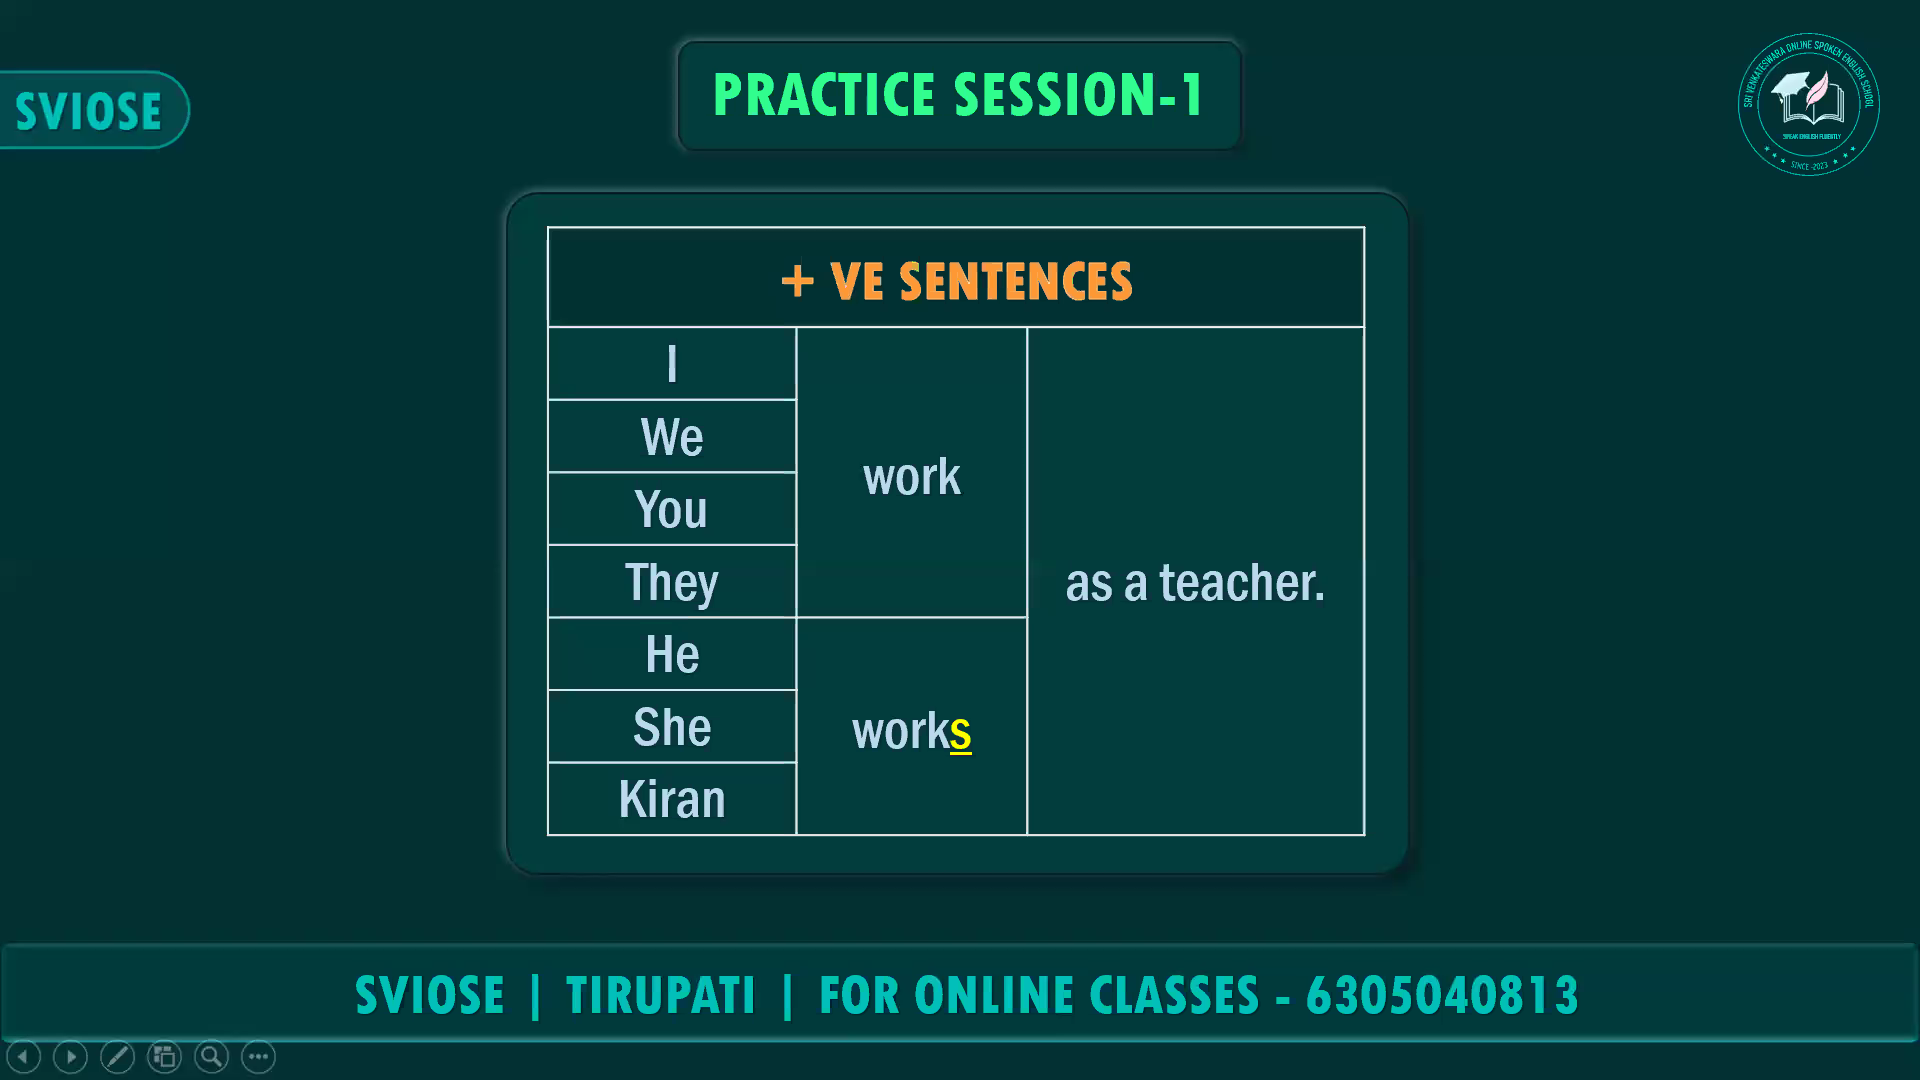 PRACTICE SESSION-1
SVIOSE
SRI VENKATESWARA ONLINE SPOKEN ENGLISH SCHOOL
SPEAK ENGLISH FLUENTLY
SINCE -2023
+ VE SENTENCES
I
We
You
They
He
She
Kiran
work
works
as a teacher.
SVIOSE | TIRUPATI | FOR ONLINE CLASSES - 6305040813